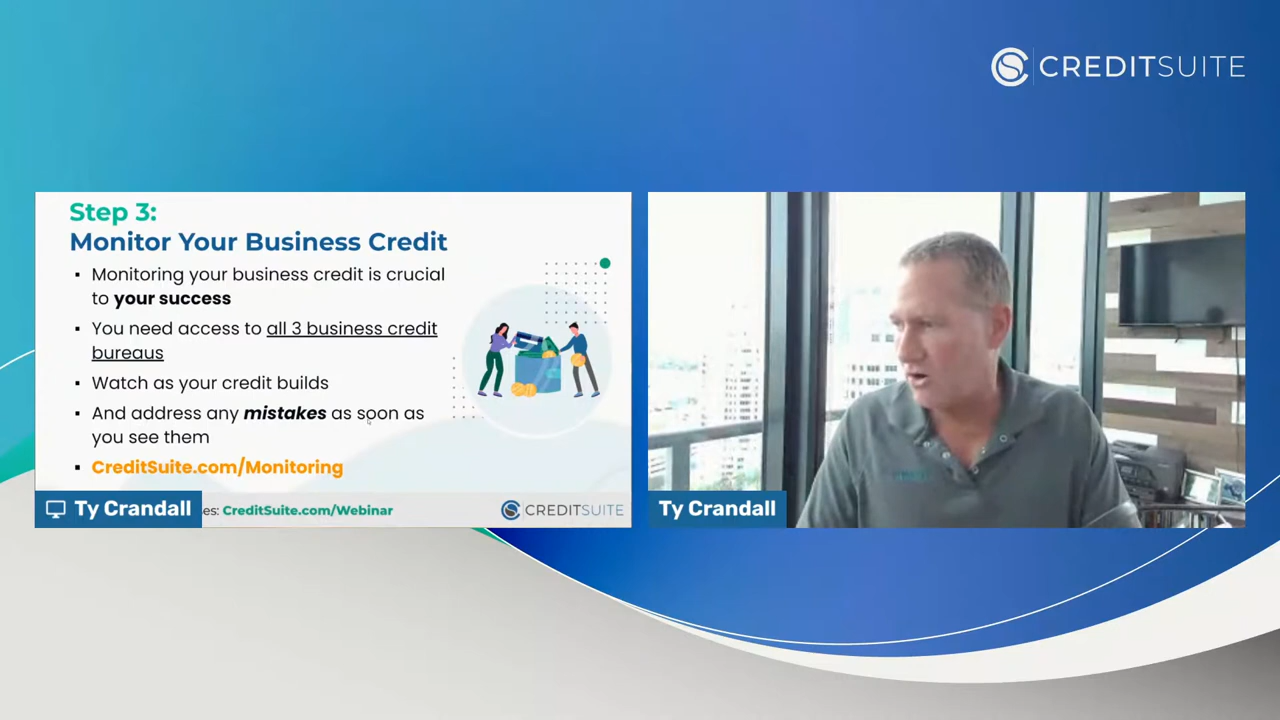 CREDITSUITE
Step 3:
Monitor Your Business Credit
▪ Monitoring your business credit is crucial
to your success
▪ You need access to all 3 business credit
bureaus
▪ Watch as your credit builds
▪ And address any mistakes as soon as
you see them
▪ CreditSuite.com/Monitoring
Ty Crandall
CreditSuite.com/Webinar
CREDITSUITE
Ty Crandall